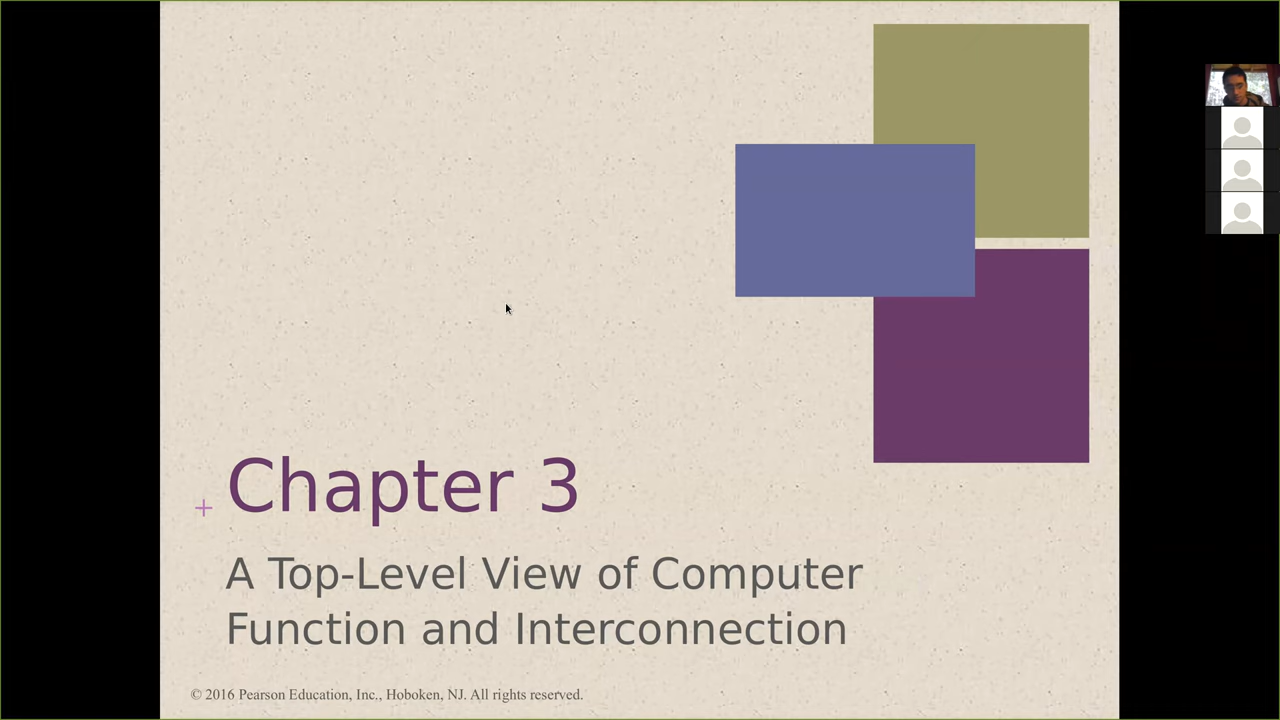 Chapter 3
+
A Top-Level View of Computer
Function and Interconnection
© 2016 Pearson Education, Inc., Hoboken, NJ. All rights reserved.